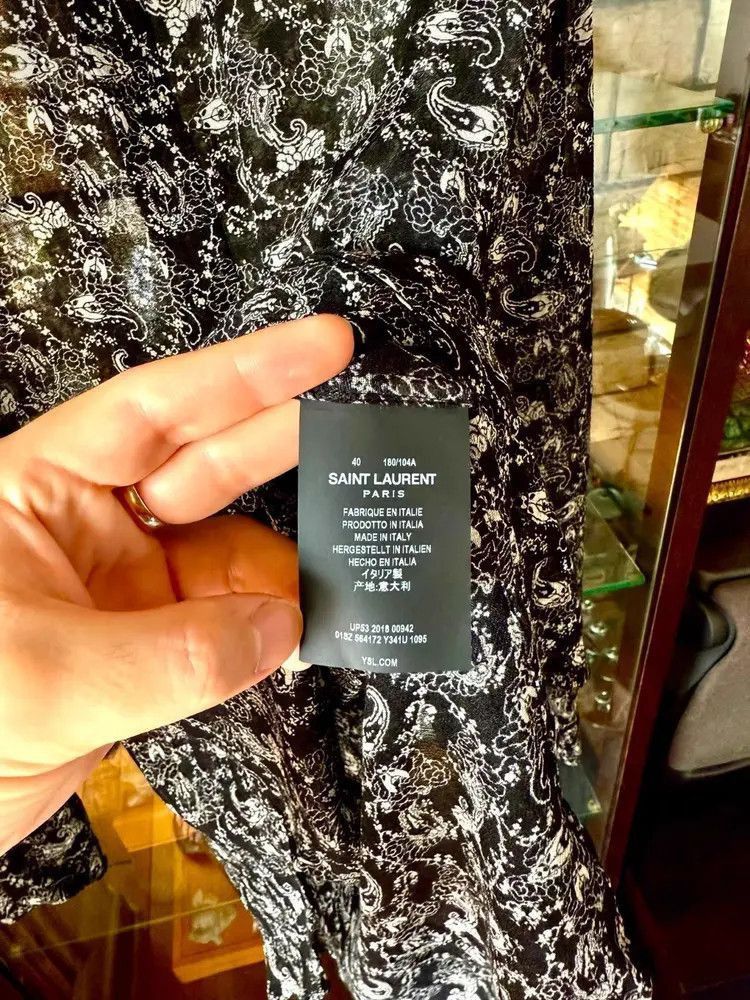 40 180/104A
SAINT LAURENT
PARIS
FABRIQUE EN ITALIE
PRODOTTO IN ITALIA
MADE IN ITALY
HERGESTELLT IN ITALIEN
HECHO EN ITALIA
イタリア製
产地:意大利
UP53 2018 00942
01SZ 564172 Y341U 1095
YSL.COM